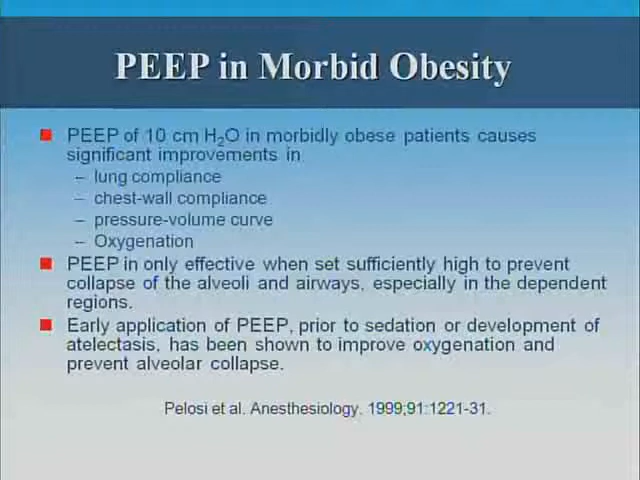 PEEP in Morbid Obesity
PEEP of 10 cm H₂O in morbidly obese patients causes
significant improvements in
– lung compliance
– chest-wall compliance
– pressure-volume curve
– Oxygenation
PEEP in only effective when set sufficiently high to prevent
collapse of the alveoli and airways, especially in the dependent
regions.
Early application of PEEP, prior to sedation or development of
atelectasis, has been shown to improve oxygenation and
prevent alveolar collapse.
Pelosi et al. Anesthesiology. 1999;91:1221-31.